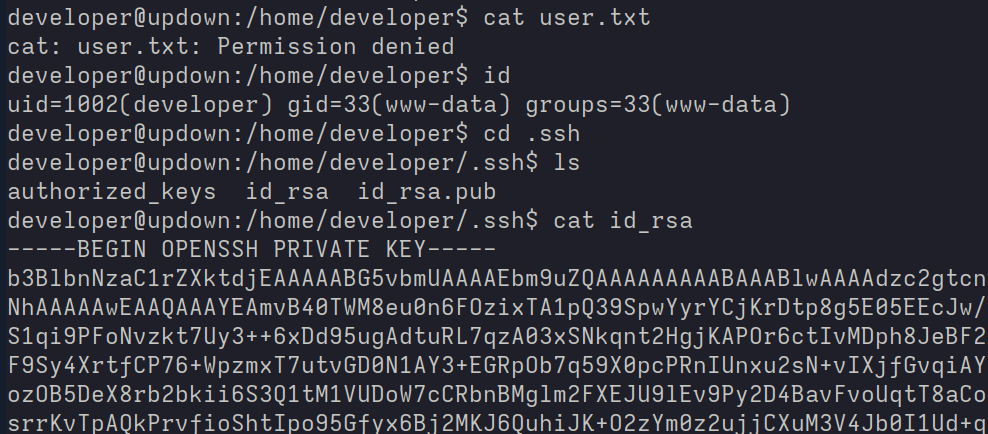 developer@updown:/home/developer$ cat user.txt
cat: user.txt: Permission denied
developer@updown:/home/developer$ id
uid=1002(developer) gid=33(www-data) groups=33(www-data)
developer@updown:/home/developer$ cd .ssh
developer@updown:/home/developer/.ssh$ ls
authorized_keys  id_rsa  id_rsa.pub
developer@updown:/home/developer/.ssh$ cat id_rsa
-----BEGIN OPENSSH PRIVATE KEY-----
b3BlbnNzaC1rZXktdjEAAAAABG5vbmUAAAAEbm9uZQAAAAAAAAABAAABlwAAAAdzc2gtcn
NhAAAAAwEAAQAAAYEAmvB40TWM8eu0n6FOzixTA1pQ39SpwYyrYCjKrDtp8g5E05EEcJw/
S1qi9PFoNvzkt7Uy3++6xDd95ugAdtuRL7qzA03xSNkqnt2HgjKAPOr6ctIvMDph8JeBF2
F9Sy4XrtfCP76+WpzmxT7utvGD0N1AY3+EGRpOb7q59X0pcPRnIUnxu2sN+vIXjfGvqiAY
ozOB5DeX8rb2bkii6S3Q1tM1VUDoW7cCRbnBMglm2FXEJU9lEv9Py2D4BavFvoUqtT8aCo
srrKvTpAQkPrvfioShtIpo95Gfyx6Bj2MKJ6QuhiJK+O2zYm0z2ujjCXuM3V4Jb0I1Ud+q